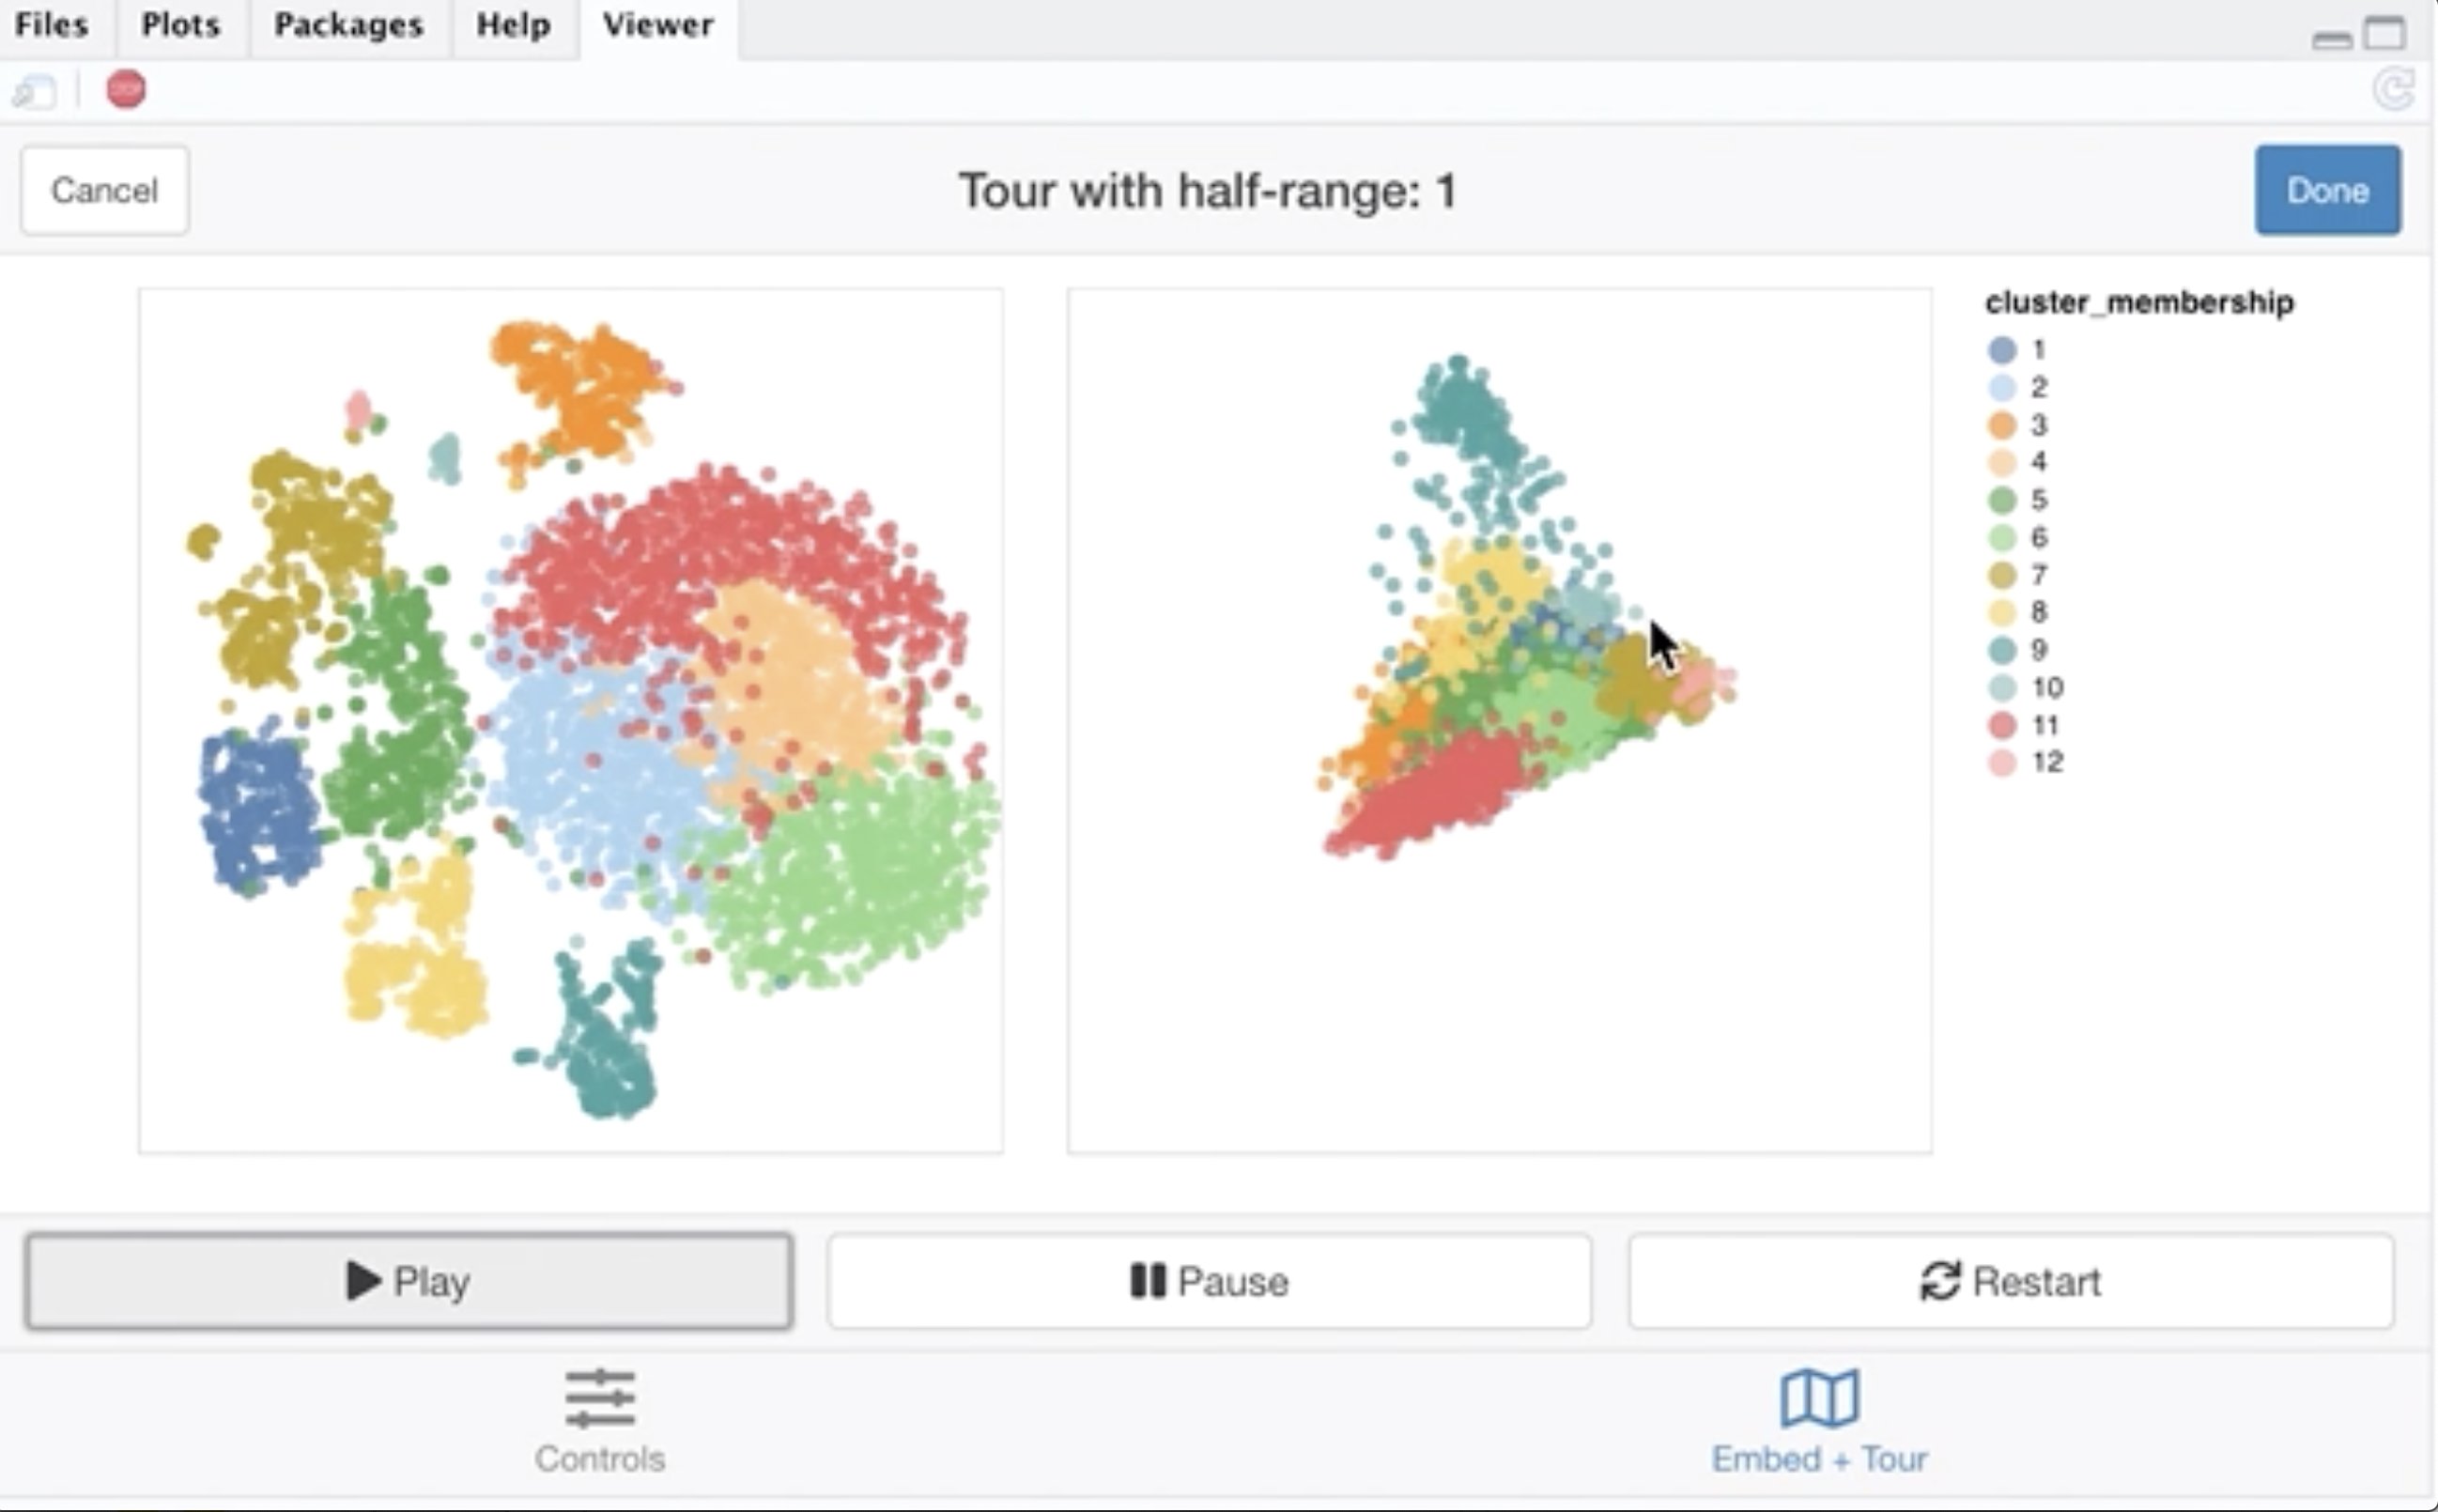 Files Plots Packages Help Viewer
STOP
Cancel Tour with half-range: 1 Done
cluster_membership
1
2
3
4
5
6
7
8
9
10
11
12
Play Pause Restart
Controls Embed + Tour